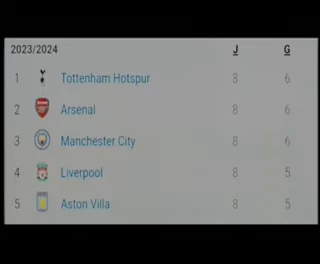 2023/2024 J G
1 Tottenham Hotspur 8 6
2 Arsenal 8 6
3 Manchester City 8 6
4 Liverpool 8 5
5 Aston Villa 8 5